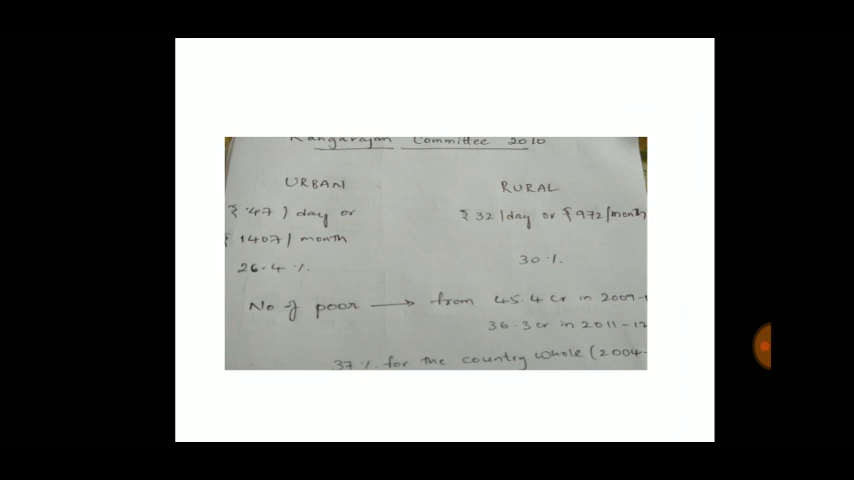 Rangarajan Committee 2010
URBAN
RURAL
₹ 47 / day or
₹ 32 / day or ₹ 972 / month
₹ 1407 / month
26.4 %.
30 %.
No of poor → from 45.4 cr in 2009-1
36.3 cr in 2011-12
37 % for the country whole (2004-